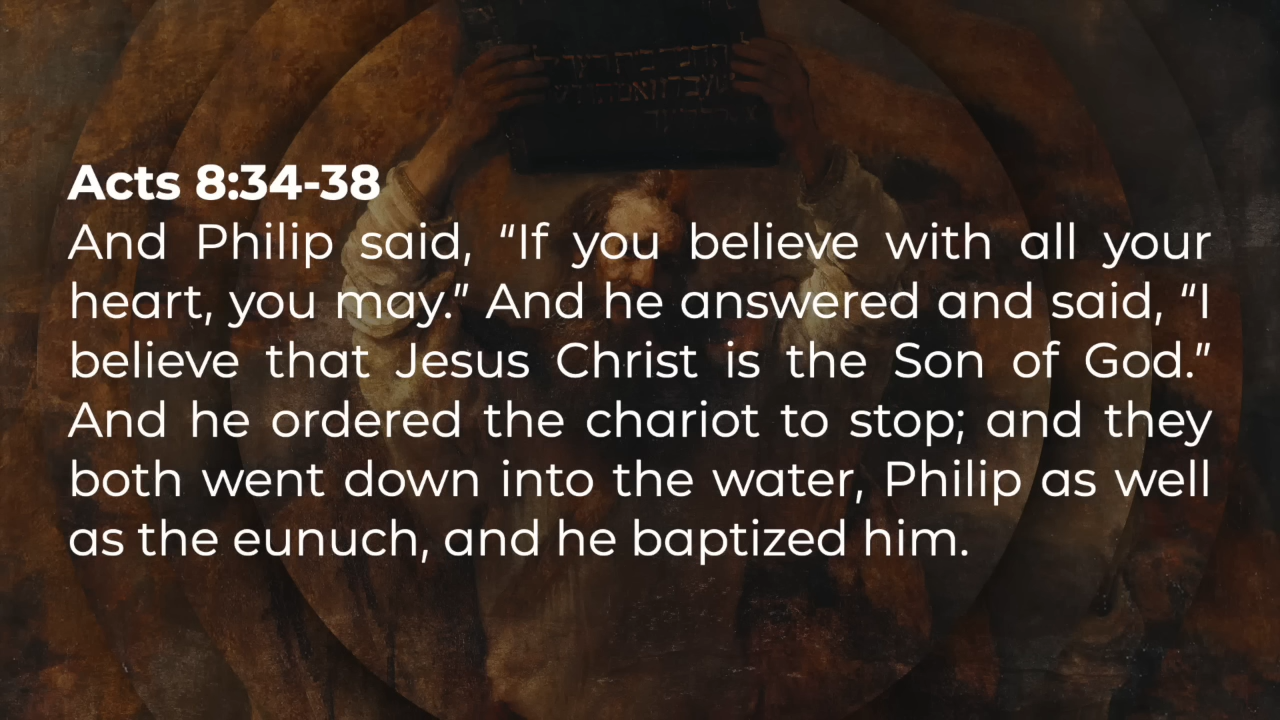 Acts 8:34-38
And Philip said, “If you believe with all your
heart, you may.” And he answered and said, “I
believe that Jesus Christ is the Son of God.”
And he ordered the chariot to stop; and they
both went down into the water, Philip as well
as the eunuch, and he baptized him.